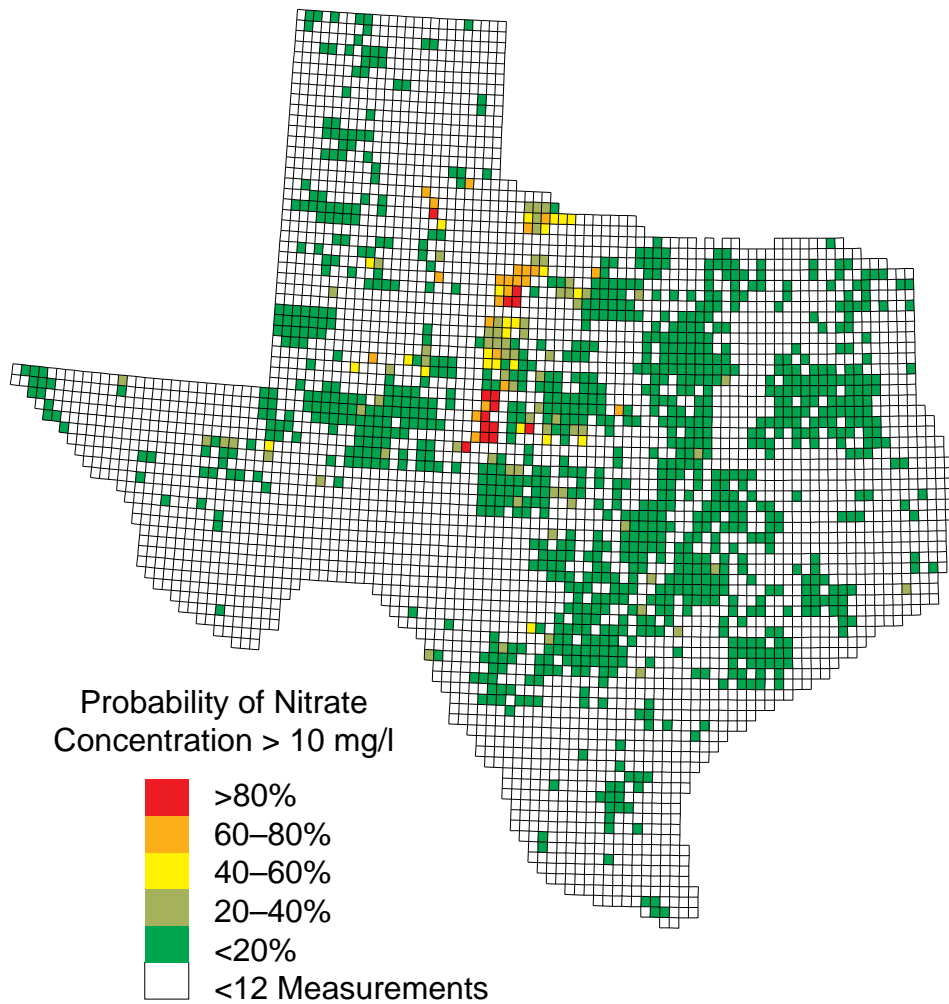 Probability of Nitrate
Concentration > 10 mg/l
>80%
60–80%
40–60%
20–40%
<20%
<12 Measurements